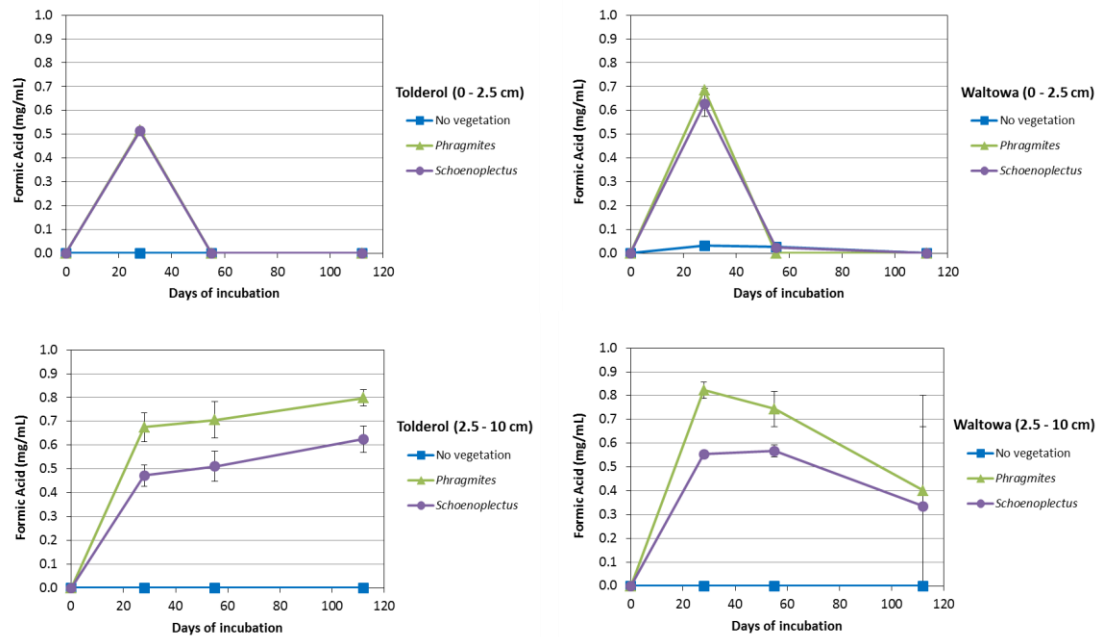 1.0
0.9
0.8
0.7
0.6
0.5
0.4
0.3
0.2
0.1
0.0
Formic Acid (mg/mL)
0 20 40 60 80 100 120
Days of incubation
Tolderol (0 - 2.5 cm)
No vegetation
Phragmites
Schoenoplectus
1.0
0.9
0.8
0.7
0.6
0.5
0.4
0.3
0.2
0.1
0.0
Formic Acid (mg/mL)
0 20 40 60 80 100 120
Days of incubation
Waltowa (0 - 2.5 cm)
No vegetation
Phragmites
Schoenoplectus
1.0
0.9
0.8
0.7
0.6
0.5
0.4
0.3
0.2
0.1
0.0
Formic Acid (mg/mL)
0 20 40 60 80 100 120
Days of incubation
Tolderol (2.5 - 10 cm)
No vegetation
Phragmites
Schoenoplectus
1.0
0.9
0.8
0.7
0.6
0.5
0.4
0.3
0.2
0.1
0.0
Formic Acid (mg/mL)
0 20 40 60 80 100 120
Days of incubation
Waltowa (2.5 - 10 cm)
No vegetation
Phragmites
Schoenoplectus